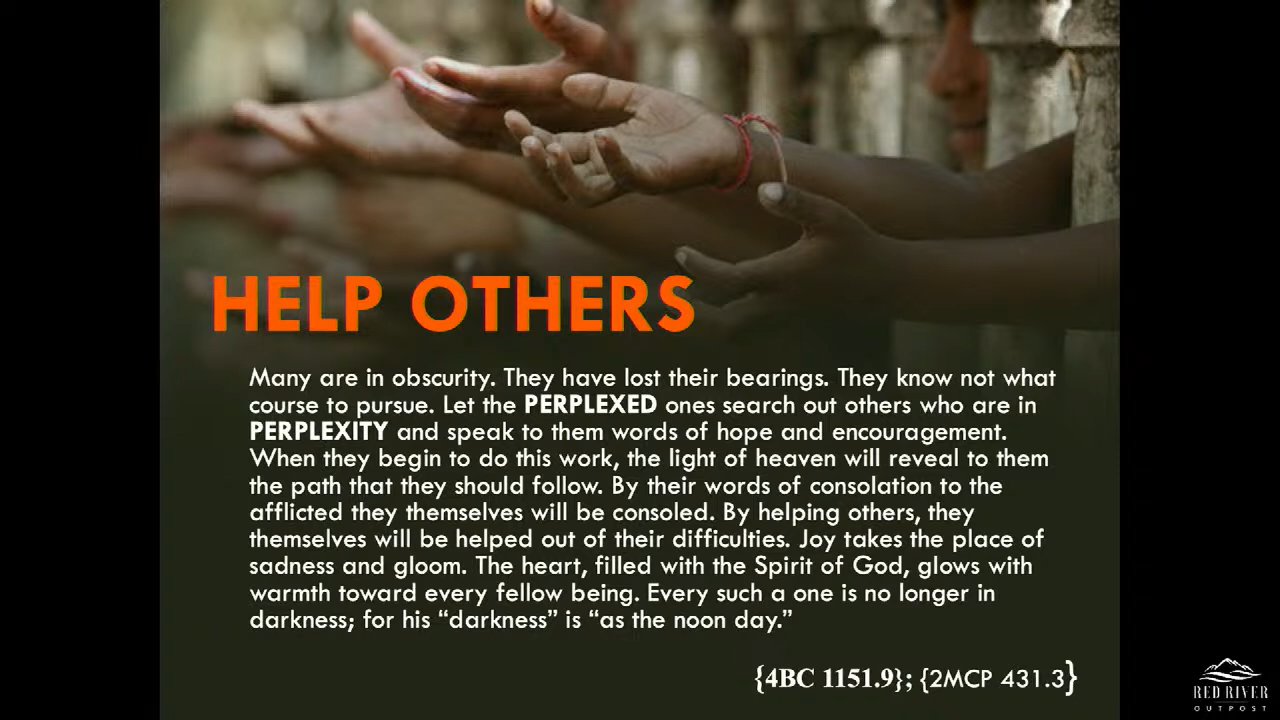 HELP OTHERS
Many are in obscurity. They have lost their bearings. They know not what
course to pursue. Let the PERPLEXED ones search out others who are in
PERPLEXITY and speak to them words of hope and encouragement.
When they begin to do this work, the light of heaven will reveal to them
the path that they should follow. By their words of consolation to the
afflicted they themselves will be consoled. By helping others, they
themselves will be helped out of their difficulties. Joy takes the place of
sadness and gloom. The heart, filled with the Spirit of God, glows with
warmth toward every fellow being. Every such a one is no longer in
darkness; for his “darkness” is “as the noon day.”
{4BC 1151.9}; {2MCP 431.3}
RED RIVER
OUTPOST